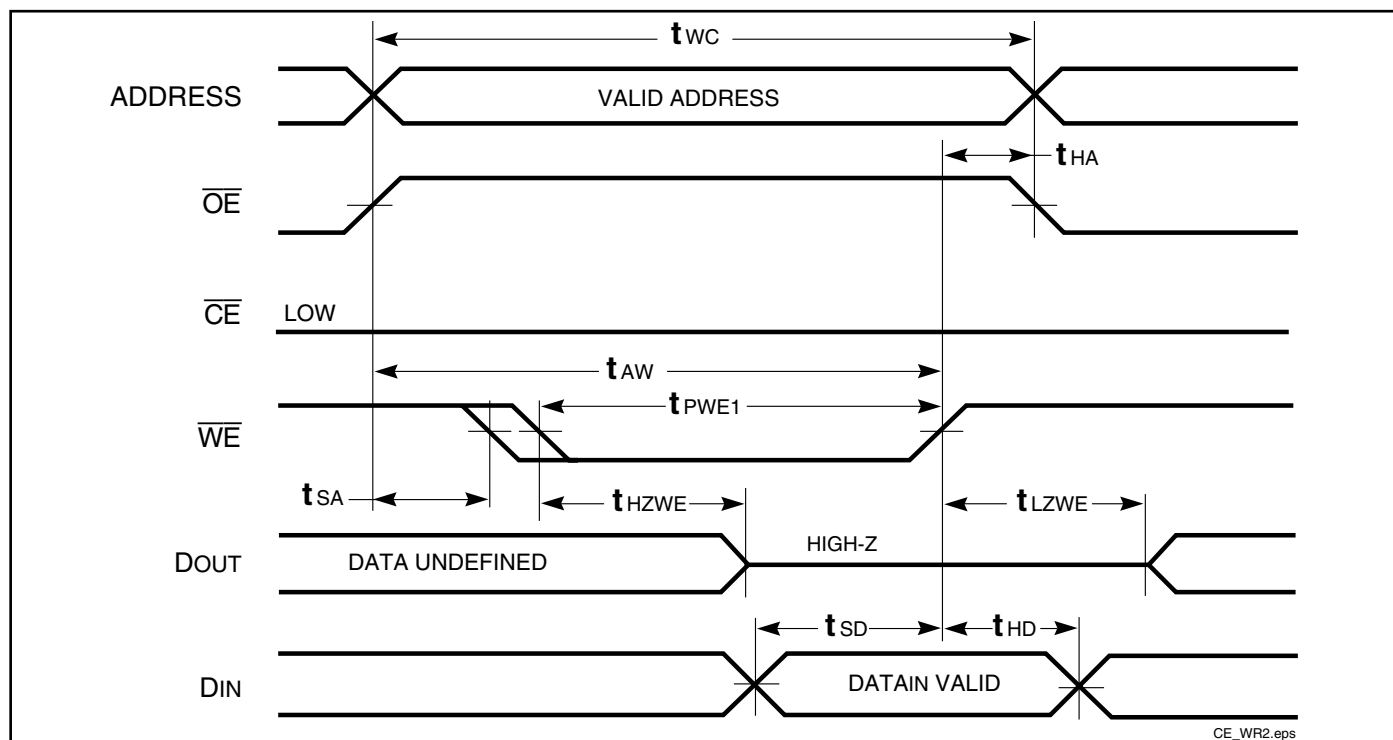 tWC
ADDRESS
VALID ADDRESS
tHA
OE
CE
LOW
tAW
tPWE1
WE
tSA
tHZWE
tLZWE
DOUT
DATA UNDEFINED
HIGH-Z
tSD
tHD
DIN
DATAIN VALID
CE_WR2.eps